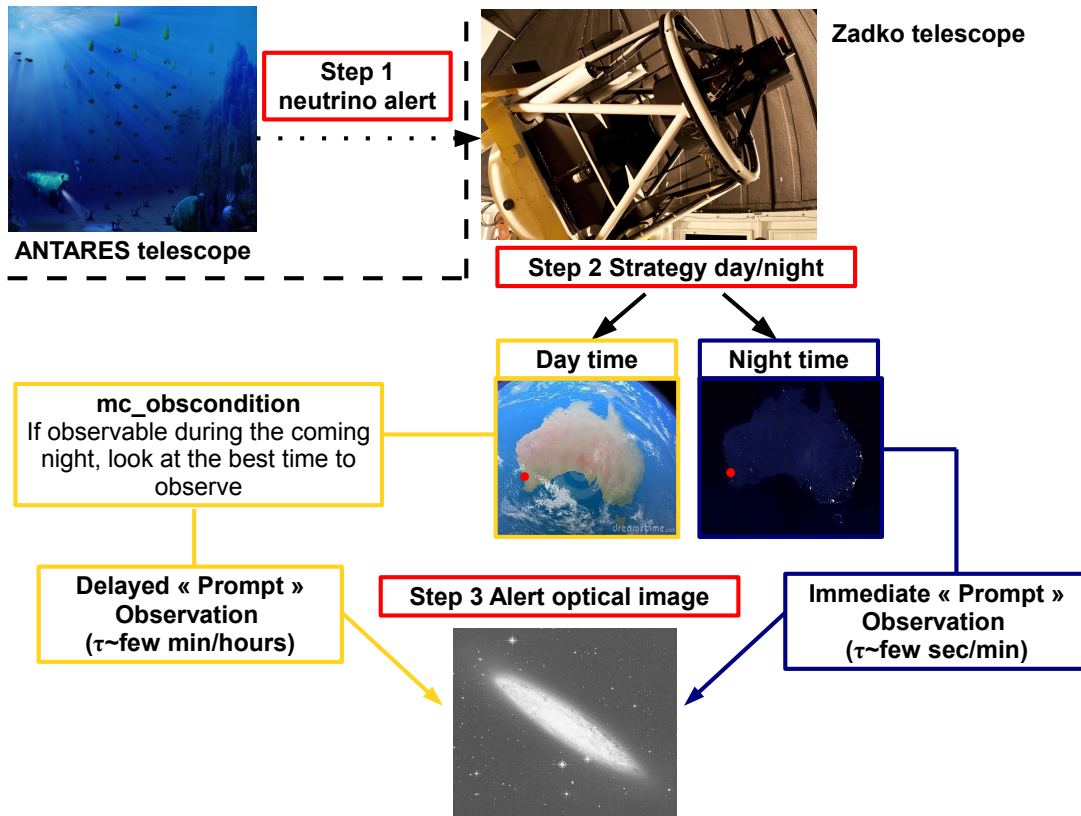 Zadko telescope
Step 1
neutrino alert
ANTARES telescope
Step 2 Strategy day/night
Day time
Night time
mc_obscondition
If observable during the coming
night, look at the best time to
observe
dreamstime.com
Delayed « Prompt »
Observation
(τ~few min/hours)
Step 3 Alert optical image
Immediate « Prompt »
Observation
(τ~few sec/min)